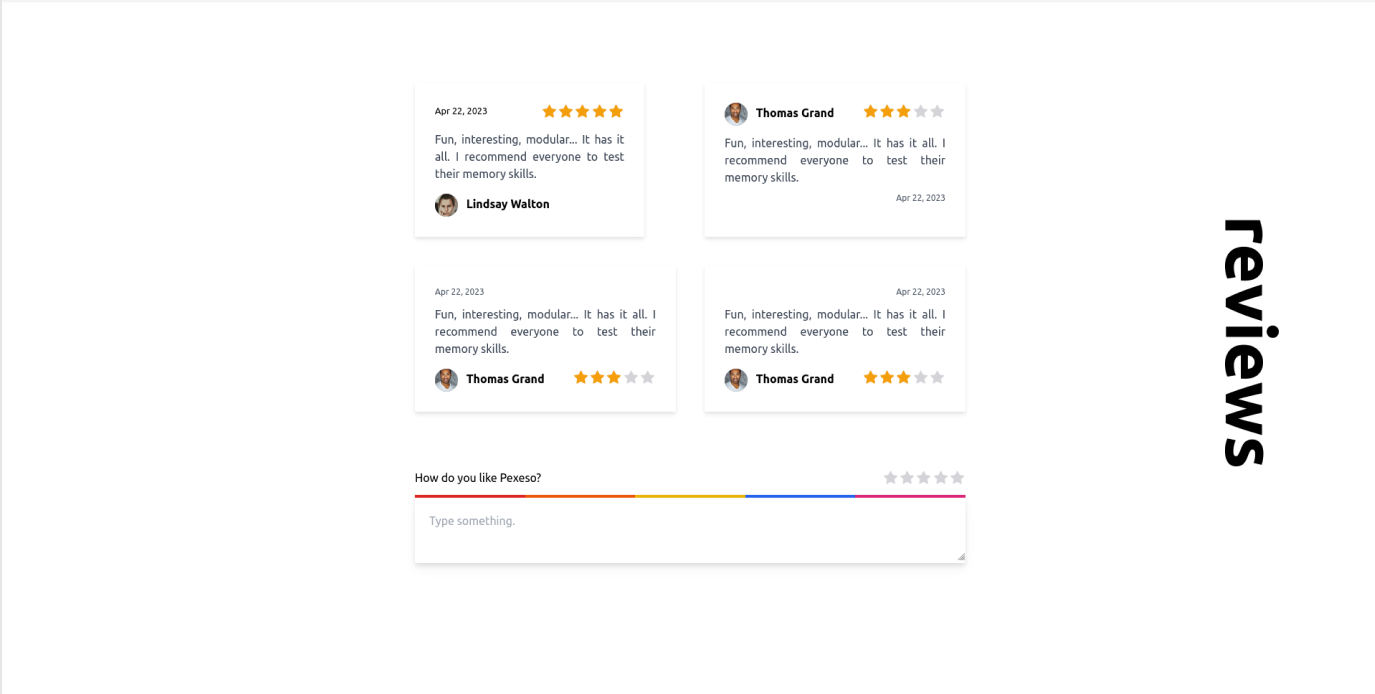 Apr 22, 2023
Fun, interesting, modular... It has it
all. I recommend everyone to test
their memory skills.
Lindsay Walton
Thomas Grand
Fun, interesting, modular... It has it all. I
recommend everyone to test their
memory skills.
Apr 22, 2023
Apr 22, 2023
Fun, interesting, modular... It has it all. I
recommend everyone to test their
memory skills.
Thomas Grand
Apr 22, 2023
Fun, interesting, modular... It has it all. I
recommend everyone to test their
memory skills.
Thomas Grand
reviews
How do you like Pexeso?
Type something.